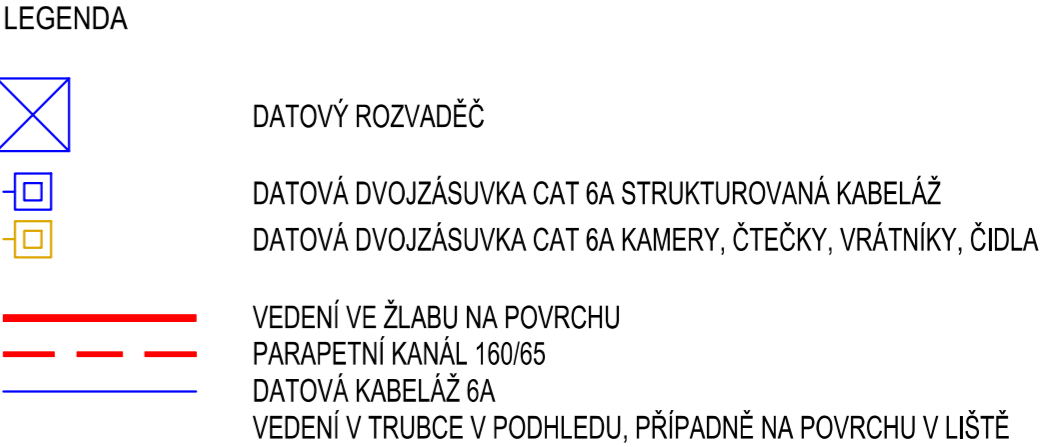 LEGENDA
DATOVÝ ROZVADĚČ
DATOVÁ DVOJZÁSUVKA CAT 6A STRUKTUROVANÁ KABELÁŽ
DATOVÁ DVOJZÁSUVKA CAT 6A KAMERY, ČTEČKY, VRÁTNÍKY, ČIDLA
VEDENÍ VE ŽLABU NA POVRCHU
PARAPETNÍ KANÁL 160/65
DATOVÁ KABELÁŽ 6A
VEDENÍ V TRUBCE V PODHLEDU, PŘÍPADNĚ NA POVRCHU V LIŠTĚ